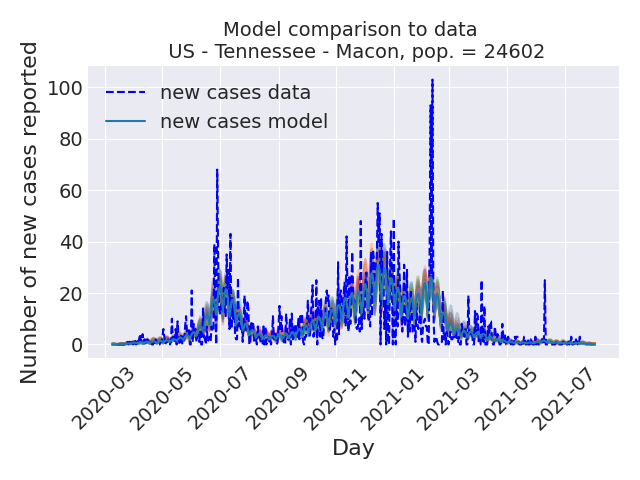 Model comparison to data
US - Tennessee - Macon, pop. = 24602
Number of new cases reported
100
80
60
40
20
0
new cases data
new cases model
2020-03
2020-05
2020-07
2020-09
2020-11
2021-01
2021-03
2021-05
2021-07
Day